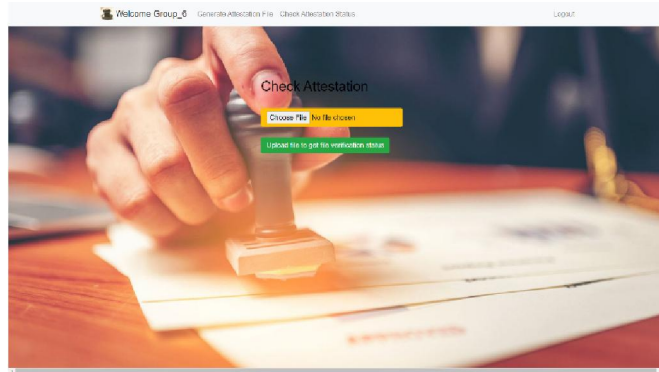 Welcome Group_6 Generate Attestation File Check Attestation Status Logout
Check Attestation
Choose File No file chosen
Upload file to get file verification status